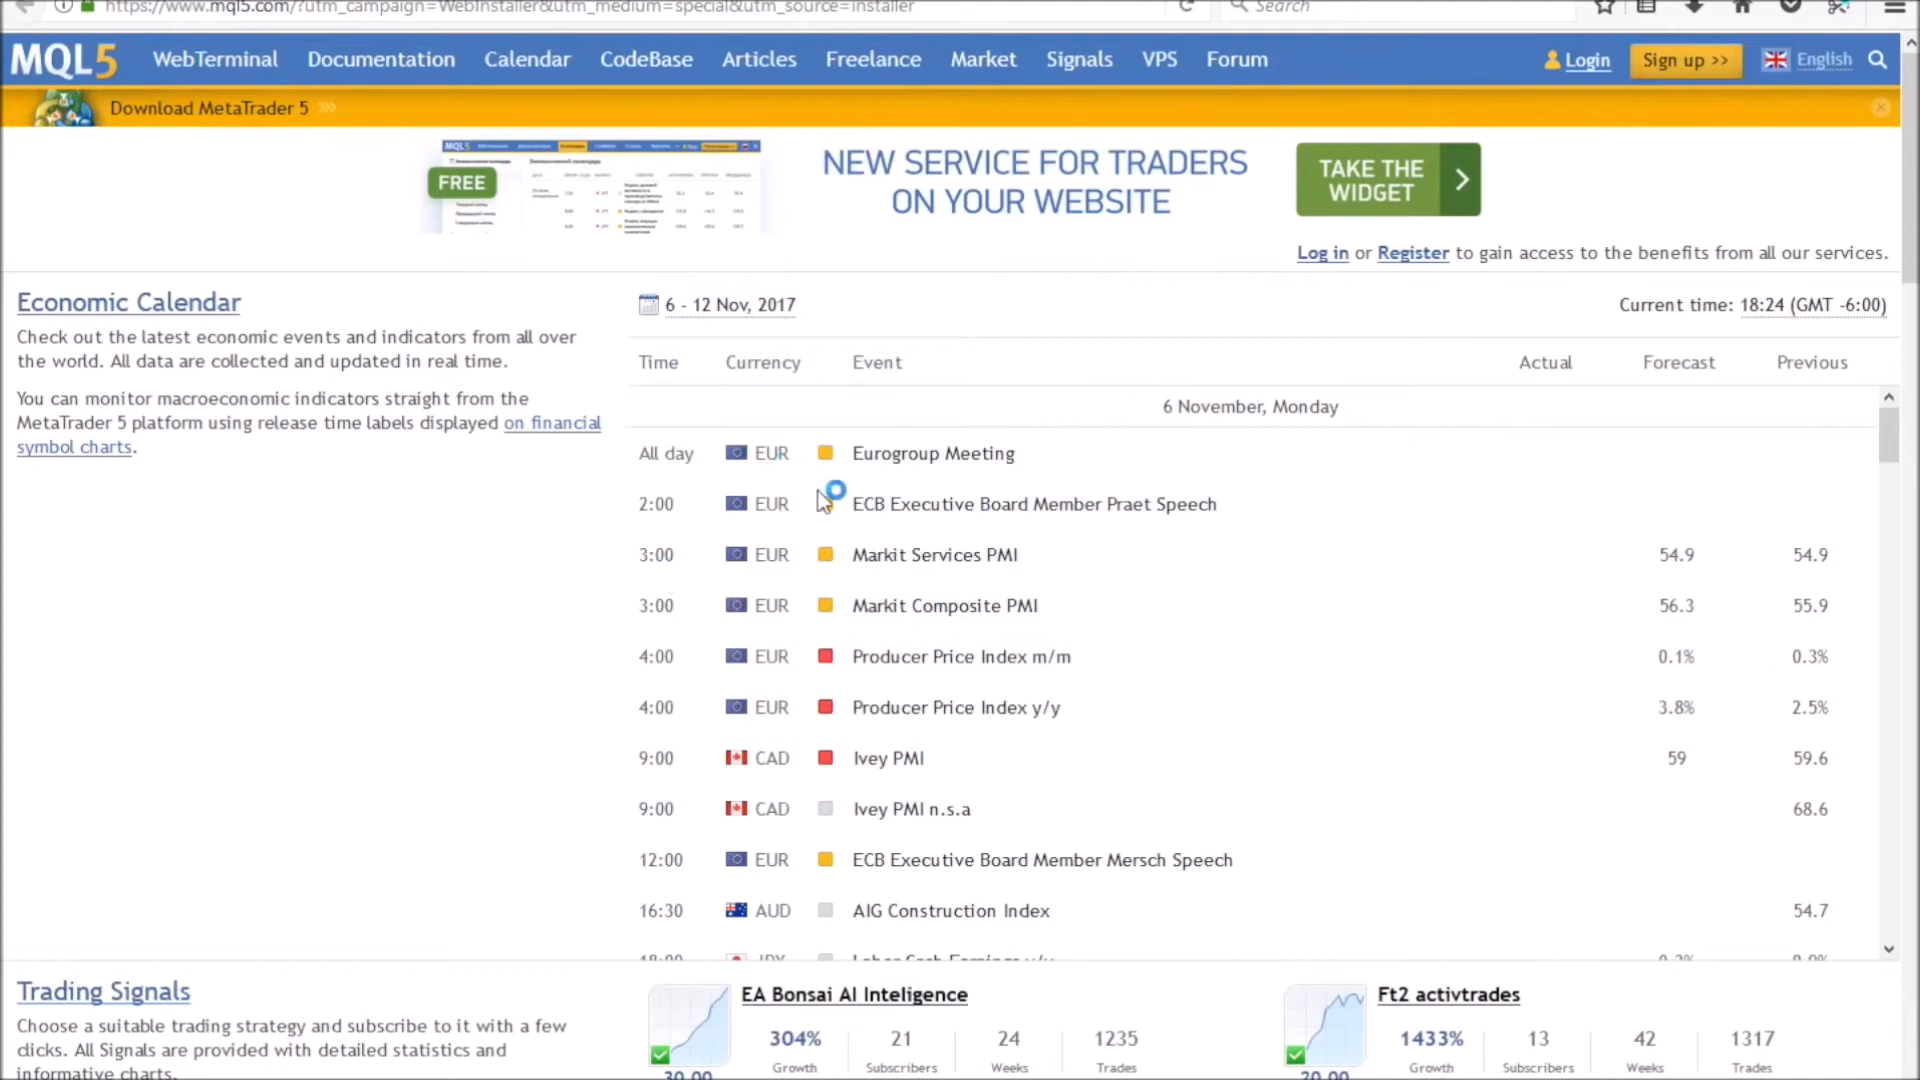 https://www.mql5.com/?utm_campaign=WebInstaller&utm_medium=special&utm_source=installer
Search
MQL5 WebTerminal Documentation Calendar CodeBase Articles Freelance Market Signals VPS Forum Login Sign up >> English
Download MetaTrader 5
FREE
NEW SERVICE FOR TRADERS
ON YOUR WEBSITE
TAKE THE
WIDGET
Log in or Register to gain access to the benefits from all our services.
Economic Calendar
Check out the latest economic events and indicators from all over
the world. All data are collected and updated in real time.
You can monitor macroeconomic indicators straight from the
MetaTrader 5 platform using release time labels displayed on financial
symbol charts.
6 - 12 Nov, 2017 Current time: 18:24 (GMT -6:00)
Time Currency Event Actual Forecast Previous
6 November, Monday
All day EUR Eurogroup Meeting
2:00 EUR ECB Executive Board Member Praet Speech
3:00 EUR Markit Services PMI 54.9 54.9
3:00 EUR Markit Composite PMI 56.3 55.9
4:00 EUR Producer Price Index m/m 0.1% 0.3%
4:00 EUR Producer Price Index y/y 3.8% 2.5%
9:00 CAD Ivey PMI 59 59.6
9:00 CAD Ivey PMI n.s.a 68.6
12:00 EUR ECB Executive Board Member Mersch Speech
16:30 AUD AIG Construction Index 54.7
Trading Signals
Choose a suitable trading strategy and subscribe to it with a few
clicks. All Signals are provided with detailed statistics and
informative charts.
EA Bonsai AI Inteligence
304% 21 24 1235
Growth Subscribers Weeks Trades
30.00
Ft2 activtrades
1433% 13 42 1317
Growth Subscribers Weeks Trades
20.00